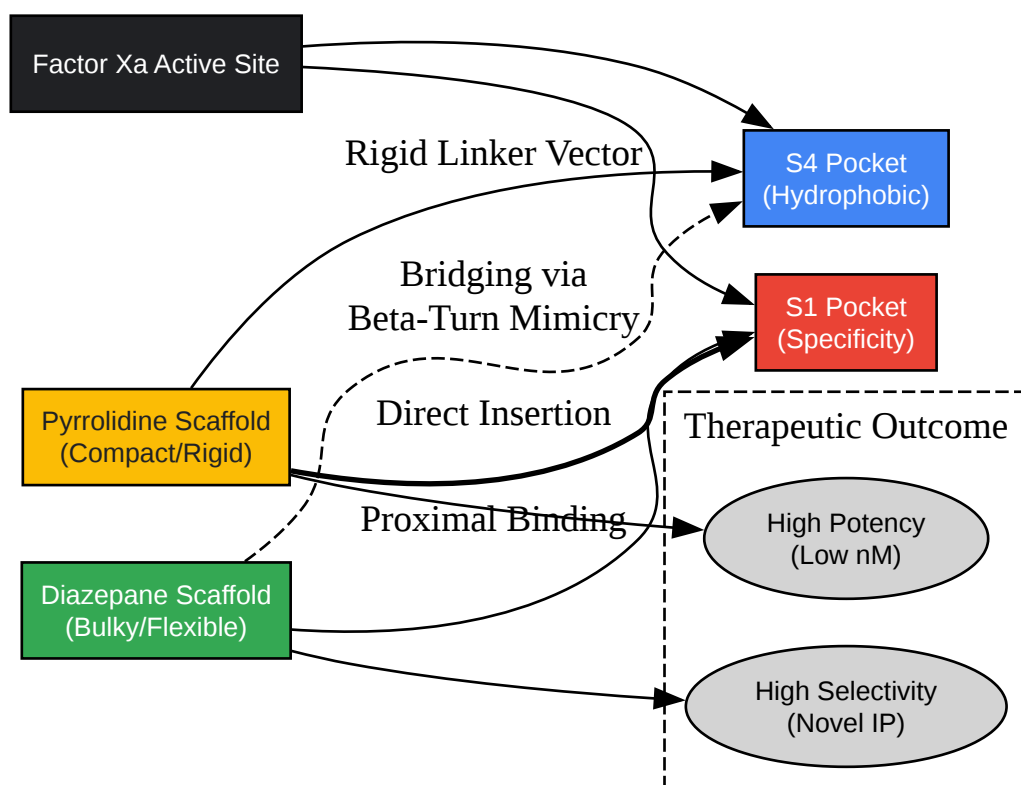 Factor Xa Active Site
Rigid Linker Vector
S4 Pocket
(Hydrophobic)
Bridging via
Beta-Turn Mimicry
S1 Pocket
(Specificity)
Pyrrolidine Scaffold
(Compact/Rigid)
Direct Insertion
Therapeutic Outcome
Proximal Binding
High Potency
(Low nM)
Diazepane Scaffold
(Bulky/Flexible)
High Selectivity
(Novel IP)